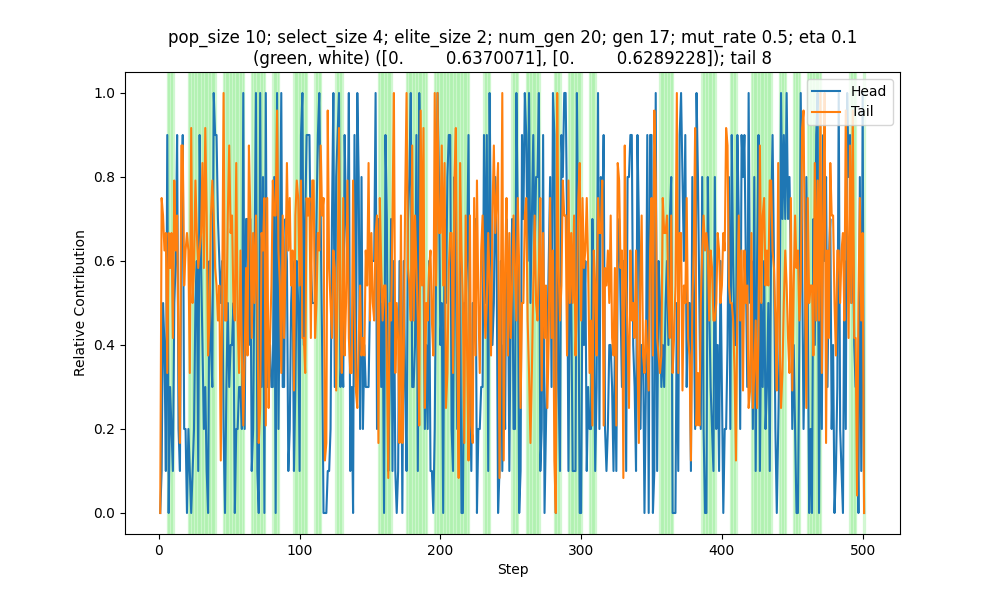 pop_size 10; select_size 4; elite_size 2; num_gen 20; gen 17; mut_rate 0.5; eta 0.1
(green, white) ([0.         0.6370071], [0.         0.6289228]); tail 8
Head
Tail
Relative Contribution
1.0
0.8
0.6
0.4
0.2
0.0
0
100
200
300
400
500
Step